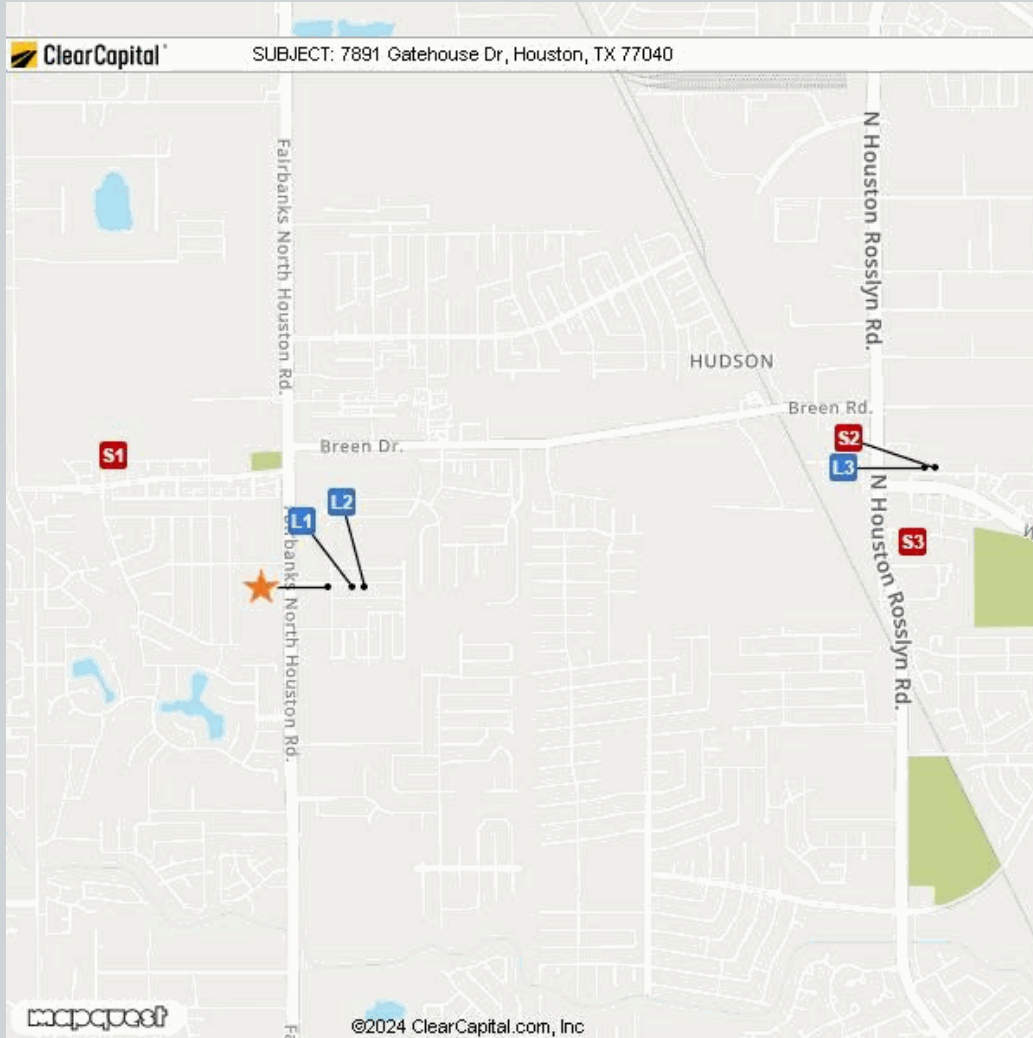 ClearCapital
SUBJECT: 7891 Gatehouse Dr, Houston, TX 77040
Fairbanks North Houston Rd.
N Houston Rosslyn Rd.
HUDSON
Breen Rd.
Breen Dr.
S1
S2
L3
L2
L1
N Houston Rosslyn Rd.
S3
Fairbanks North Houston Rd.
mapquest
©2024 ClearCapital.com, Inc